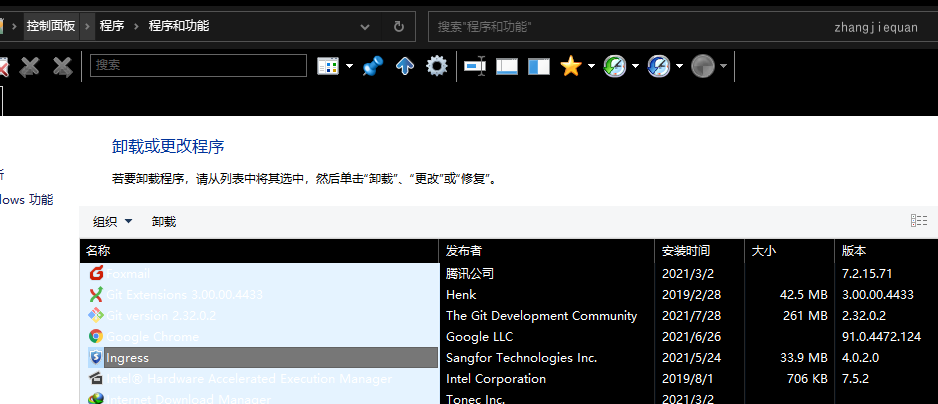 控制面板 程序 程序和功能 搜索"程序和功能" zhangjiequan
搜索
卸载或更改程序
若要卸载程序，请从列表中将其选中，然后单击“卸载”、“更改”或“修复”。
组织 卸载
名称 发布者 安装时间 大小 版本
Foxmail 腾讯公司 2021/3/2 7.2.15.71
Git Extensions 3.00.00.4433 Henk 2019/2/28 42.5 MB 3.00.00.4433
Git version 2.32.0.2 The Git Development Community 2021/7/28 261 MB 2.32.0.2
Google Chrome Google LLC 2021/6/26 91.0.4472.124
Ingress Sangfor Technologies Inc. 2021/5/24 33.9 MB 4.0.2.0
Intel® Hardware Accelerated Execution Manager Intel Corporation 2019/8/1 706 KB 7.5.2
Internet Download Manager Tonec Inc. 2021/3/2
功能